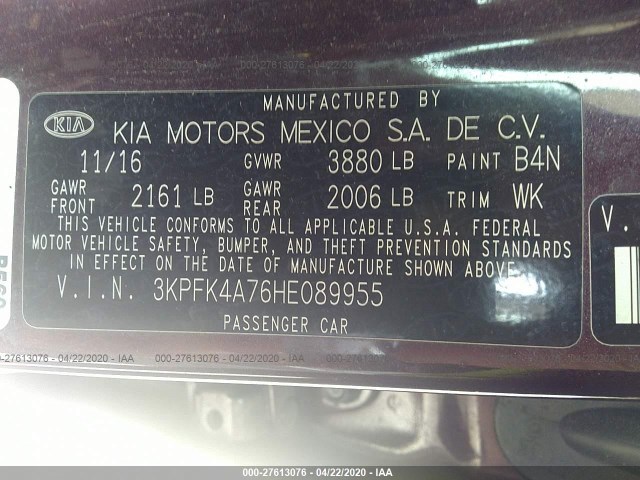 000-27613076 - 04/22/2020 - IAA
MANUFACTURED BY
KIA KIA MOTORS MEXICO S.A. DE C.V.
11/16 GVWR 3880 LB PAINT B4N
GAWR FRONT 2161 LB GAWR REAR 2006 LB TRIM WK
THIS VEHICLE CONFORMS TO ALL APPLICABLE U.S.A. FEDERAL
MOTOR VEHICLE SAFETY, BUMPER, AND THEFT PREVENTION STANDARDS
IN EFFECT ON THE DATE OF MANUFACTURE SHOWN ABOVE.
V.I.N. 3KPFK4A76HE089955
PASSENGER CAR
V.
000-27613076 - 04/22/2020 - IAA